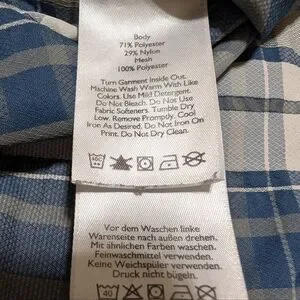 Body
71% Polyester
29% Nylon
Mesh
100% Polyester
Turn Garment Inside Out.
Machine Wash Warm With Like
Colors. Use Mild Detergent.
Do Not Bleach. Do Not Use
Fabric Softeners. Tumble Dry
Low. Remove Promptly. Cool
Iron As Desired. Do Not Iron On
Print. Do Not Dry Clean.
Vor dem Waschen linke
Warenseite nach außen drehen.
Mit ähnlichen Farben waschen.
Feinwaschmittel verwenden.
Keine Weichspüler verwenden.
Druck nicht bügeln.
40